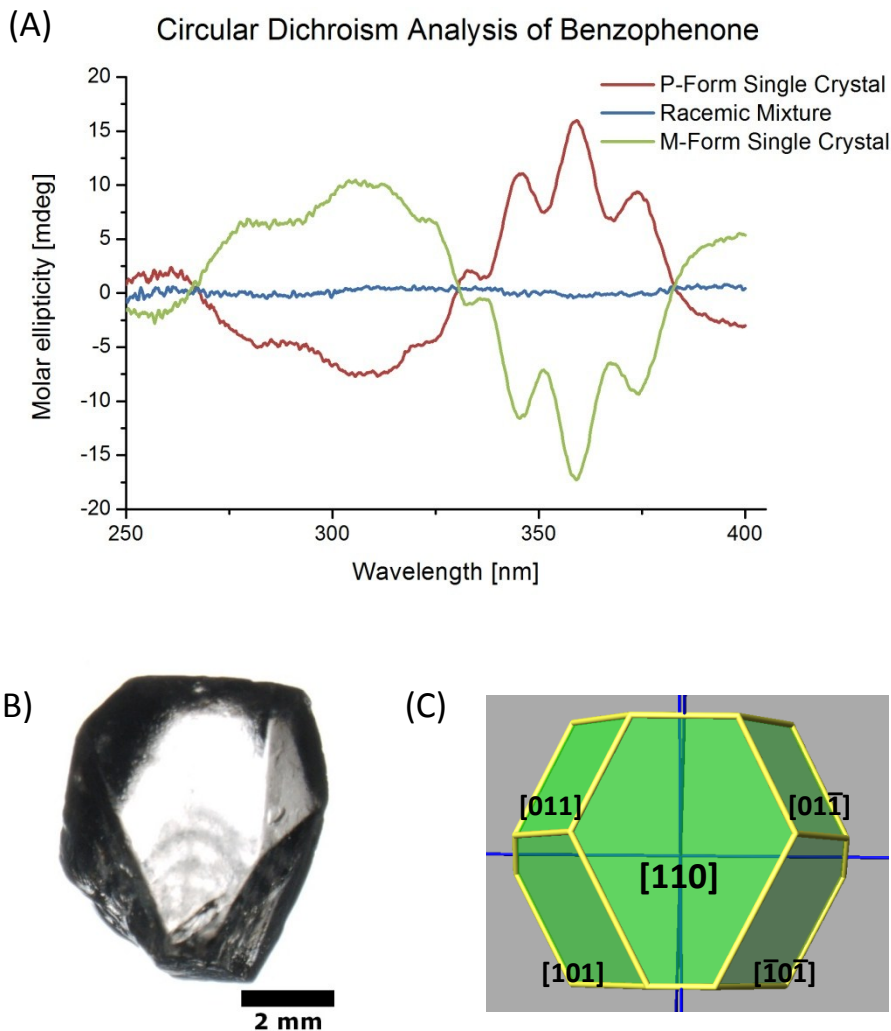 (A)
Circular Dichroism Analysis of Benzophenone
P-Form Single Crystal
Racemic Mixture
M-Form Single Crystal
Molar ellipticity [mdeg]
20
15
10
5
0
-5
-10
-15
-20
250
300
350
400
Wavelength [nm]
B)
2 mm
(C)
[011]
[011̅]
[110]
[101]
[1̅01̅]